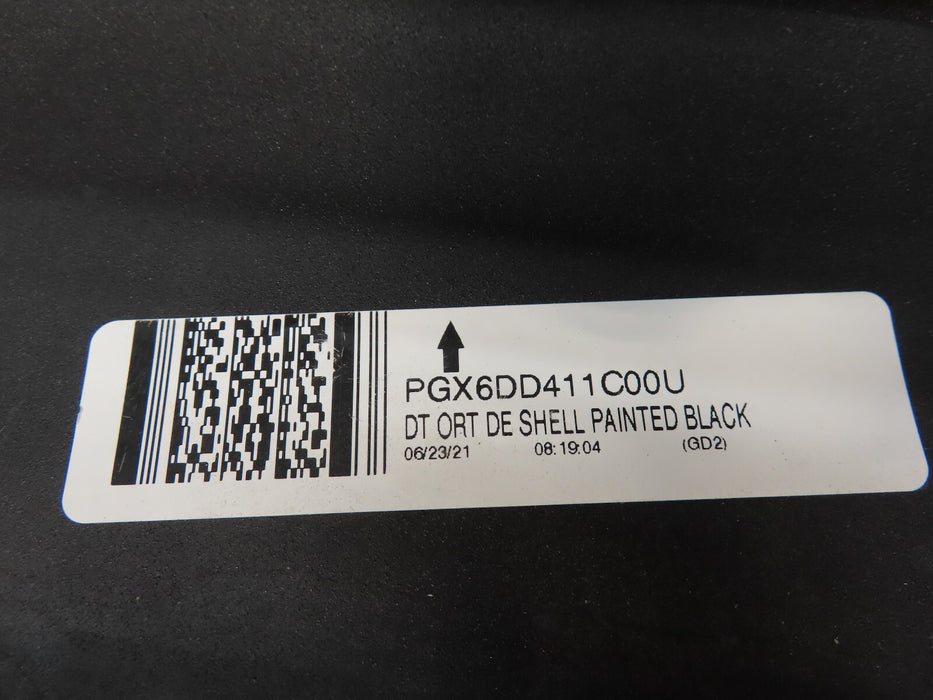 PGX6DD411C00U
DT ORT DE SHELL PAINTED BLACK
06/23/21 08:19:04 (GD2)